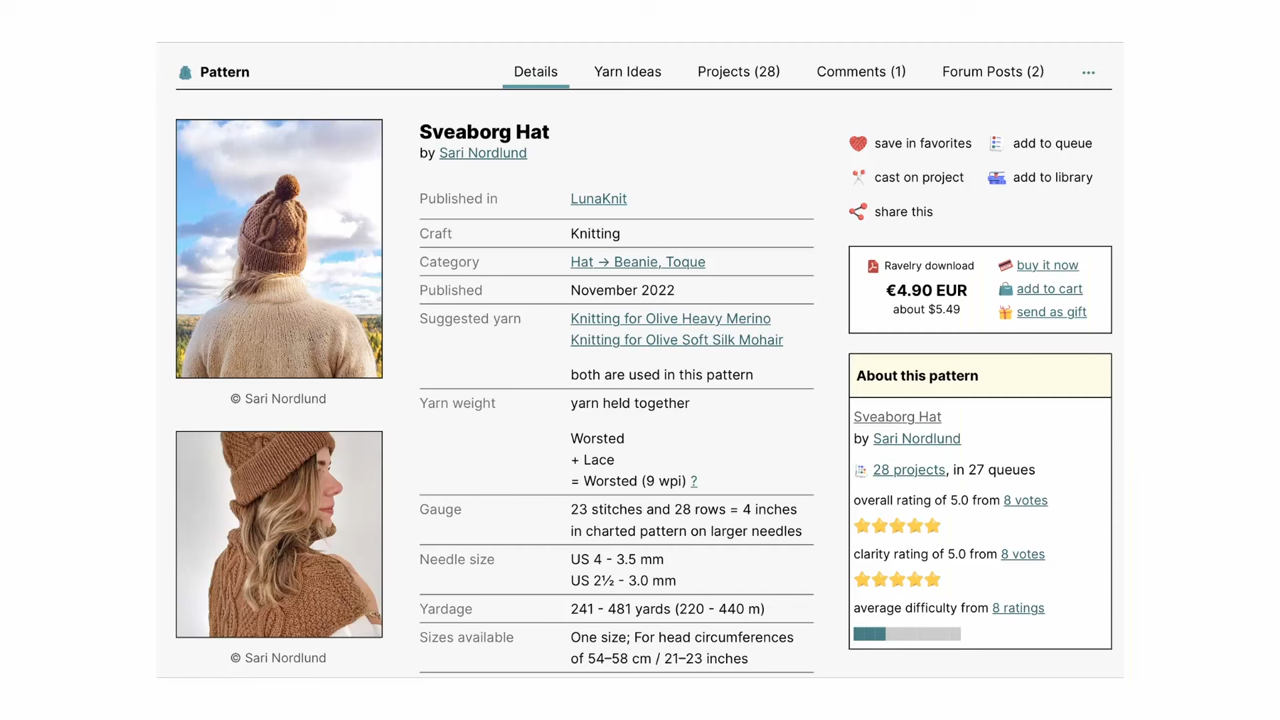 Pattern
Details
Yarn Ideas
Projects (28)
Comments (1)
Forum Posts (2)
© Sari Nordlund
© Sari Nordlund
Sveaborg Hat
by Sari Nordlund
Published in LunaKnit
Craft Knitting
Category Hat → Beanie, Toque
Published November 2022
Suggested yarn Knitting for Olive Heavy Merino
Knitting for Olive Soft Silk Mohair
both are used in this pattern
Yarn weight yarn held together
Worsted
+ Lace
= Worsted (9 wpi) ?
Gauge 23 stitches and 28 rows = 4 inches
in charted pattern on larger needles
Needle size US 4 - 3.5 mm
US 2½ - 3.0 mm
Yardage 241 - 481 yards (220 - 440 m)
Sizes available One size; For head circumferences
of 54–58 cm / 21–23 inches
save in favorites
add to queue
cast on project
add to library
share this
Ravelry download
€4.90 EUR
about $5.49
buy it now
add to cart
send as gift
About this pattern
Sveaborg Hat
by Sari Nordlund
28 projects, in 27 queues
overall rating of 5.0 from 8 votes
clarity rating of 5.0 from 8 votes
average difficulty from 8 ratings